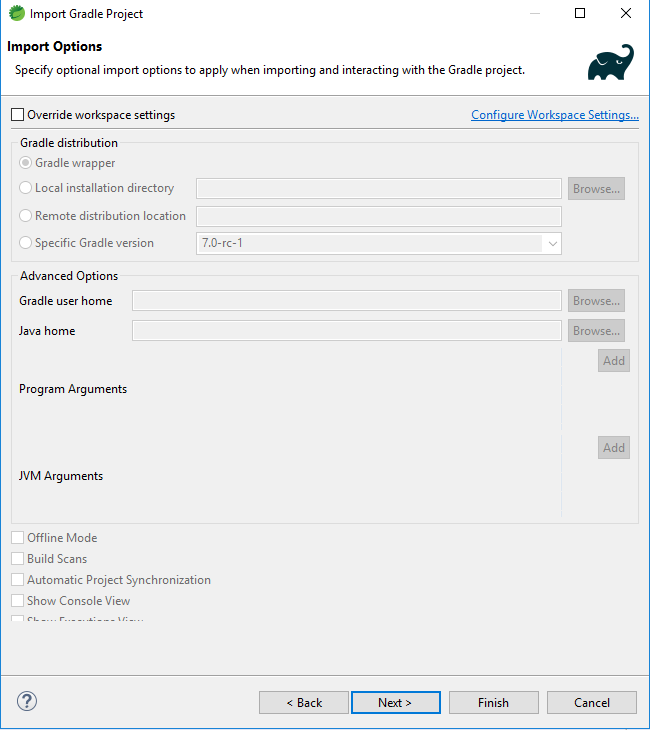 Import Gradle Project
Import Options
Specify optional import options to apply when importing and interacting with the Gradle project.
Override workspace settings
Configure Workspace Settings...
Gradle distribution
Gradle wrapper
Local installation directory
Browse...
Remote distribution location
Specific Gradle version
7.0-rc-1
Advanced Options
Gradle user home
Browse...
Java home
Browse...
Add
Program Arguments
Add
JVM Arguments
Offline Mode
Build Scans
Automatic Project Synchronization
Show Console View
Show Executions View
?
< Back
Next >
Finish
Cancel